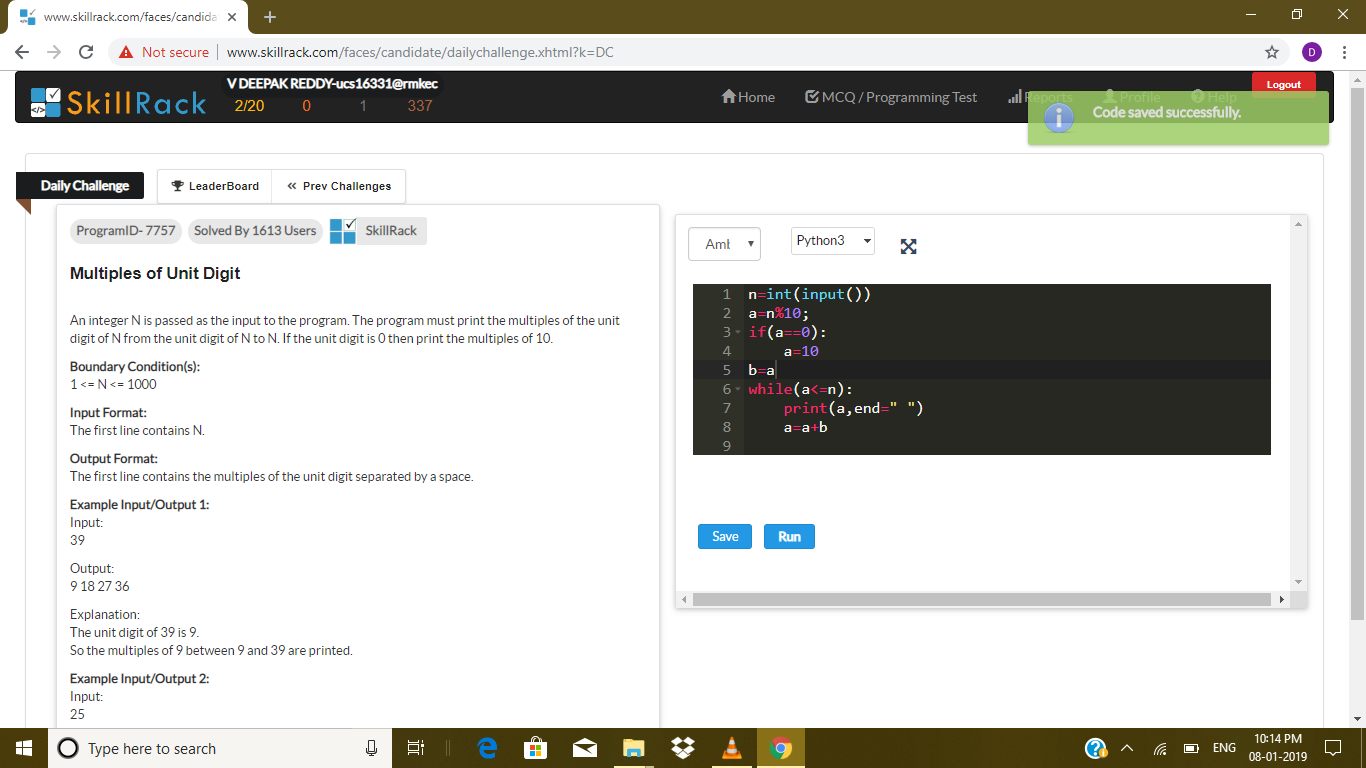 www.skillrack.com/faces/candida
Not secure | www.skillrack.com/faces/candidate/dailychallenge.xhtml?k=DC
D
SkillRack
V DEEPAK REDDY-ucs16331@rmkec
2/20 0 1 337
Home
MCQ / Programming Test
Reports
Profile
Help
Logout
Code saved successfully.
Daily Challenge
LeaderBoard
Prev Challenges
ProgramID- 7757
Solved By 1613 Users
SkillRack
Multiples of Unit Digit
An integer N is passed as the input to the program. The program must print the multiples of the unit
digit of N from the unit digit of N to N. If the unit digit is 0 then print the multiples of 10.
Boundary Condition(s):
1 <= N <= 1000
Input Format:
The first line contains N.
Output Format:
The first line contains the multiples of the unit digit separated by a space.
Example Input/Output 1:
Input:
39
Output:
9 18 27 36
Explanation:
The unit digit of 39 is 9.
So the multiples of 9 between 9 and 39 are printed.
Example Input/Output 2:
Input:
25
Python3
1 n=int(input())
2 a=n%10;
3 if(a==0):
4 a=10
5 b=a
6 while(a<=n):
7 print(a,end=" ")
8 a=a+b
9
Save
Run
Type here to search
ENG
10:14 PM
08-01-2019